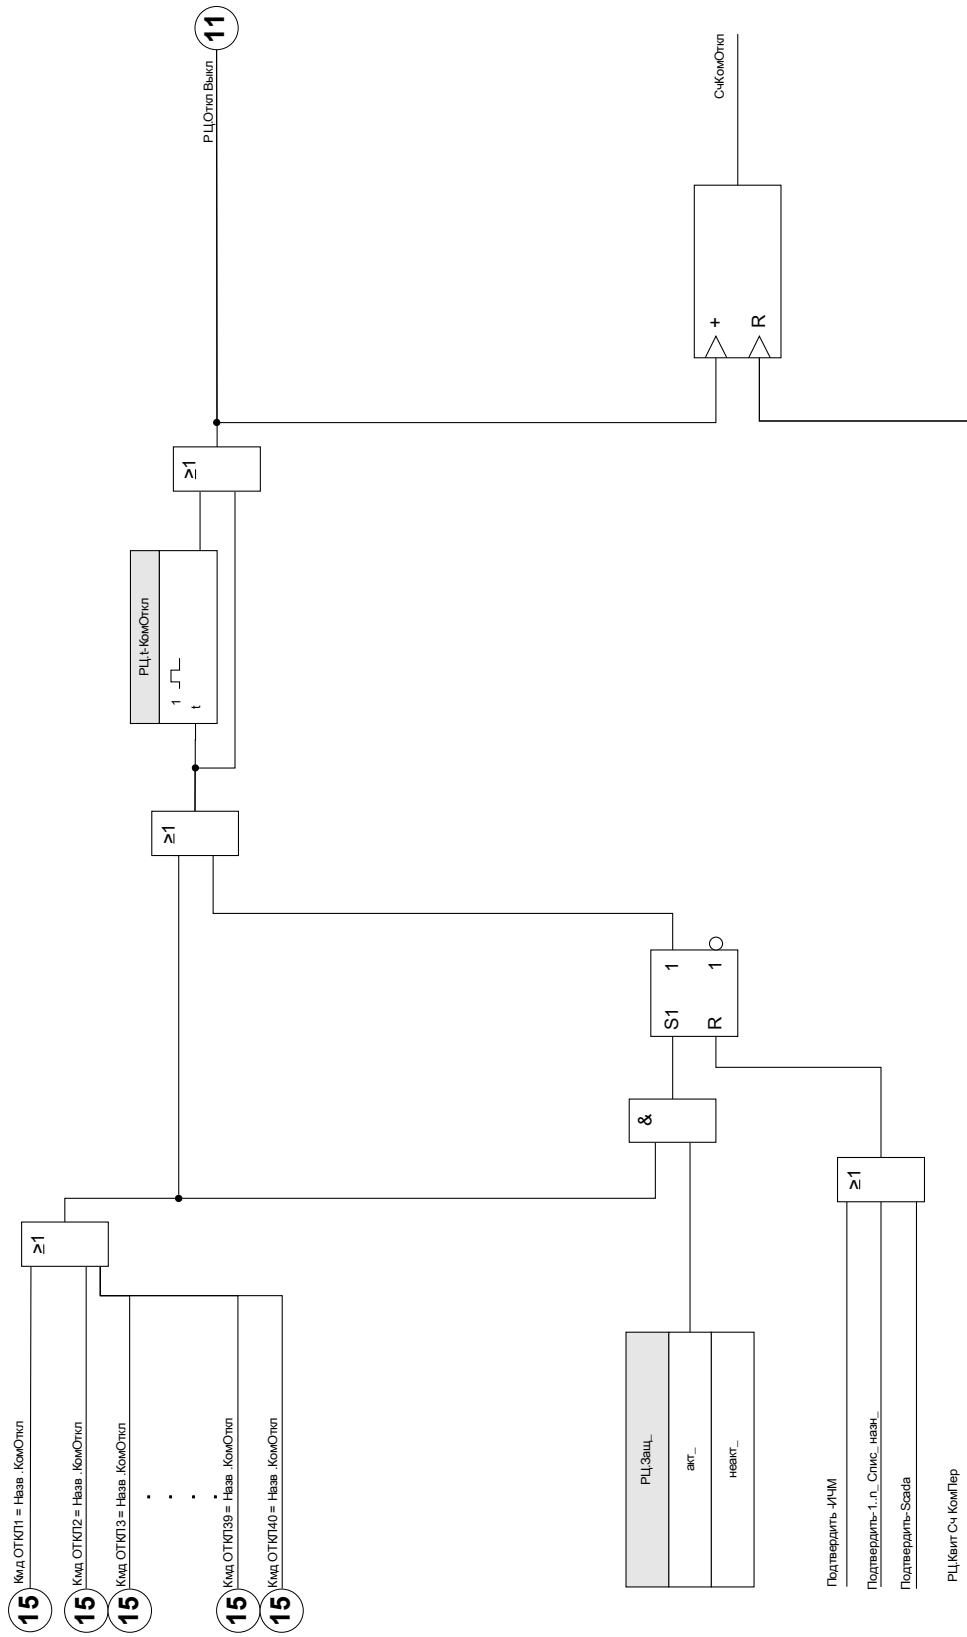 15
Кмд ОТКЛ1 = Назв .КомОткл
15
Кмд ОТКЛ2 = Назв .КомОткл
15
Кмд ОТКЛ3 = Назв .КомОткл
. . . .
15
Кмд ОТКЛ39 = Назв .КомОткл
15
Кмд ОТКЛ40 = Назв .КомОткл
≥1
≥1
РЦ.t-КомОткл
1
t
≥1
РЦ.Откл Выкл
11
РЦ.Защ_
акт_
неакт_
&
S1 1
R 1
Подтвердить -ИЧМ
Подтвердить-1..n_ Спис_ назн_
Подтвердить-Scada
≥1
РЦ.Квит Сч КомПер
+
R
СчКомОткл